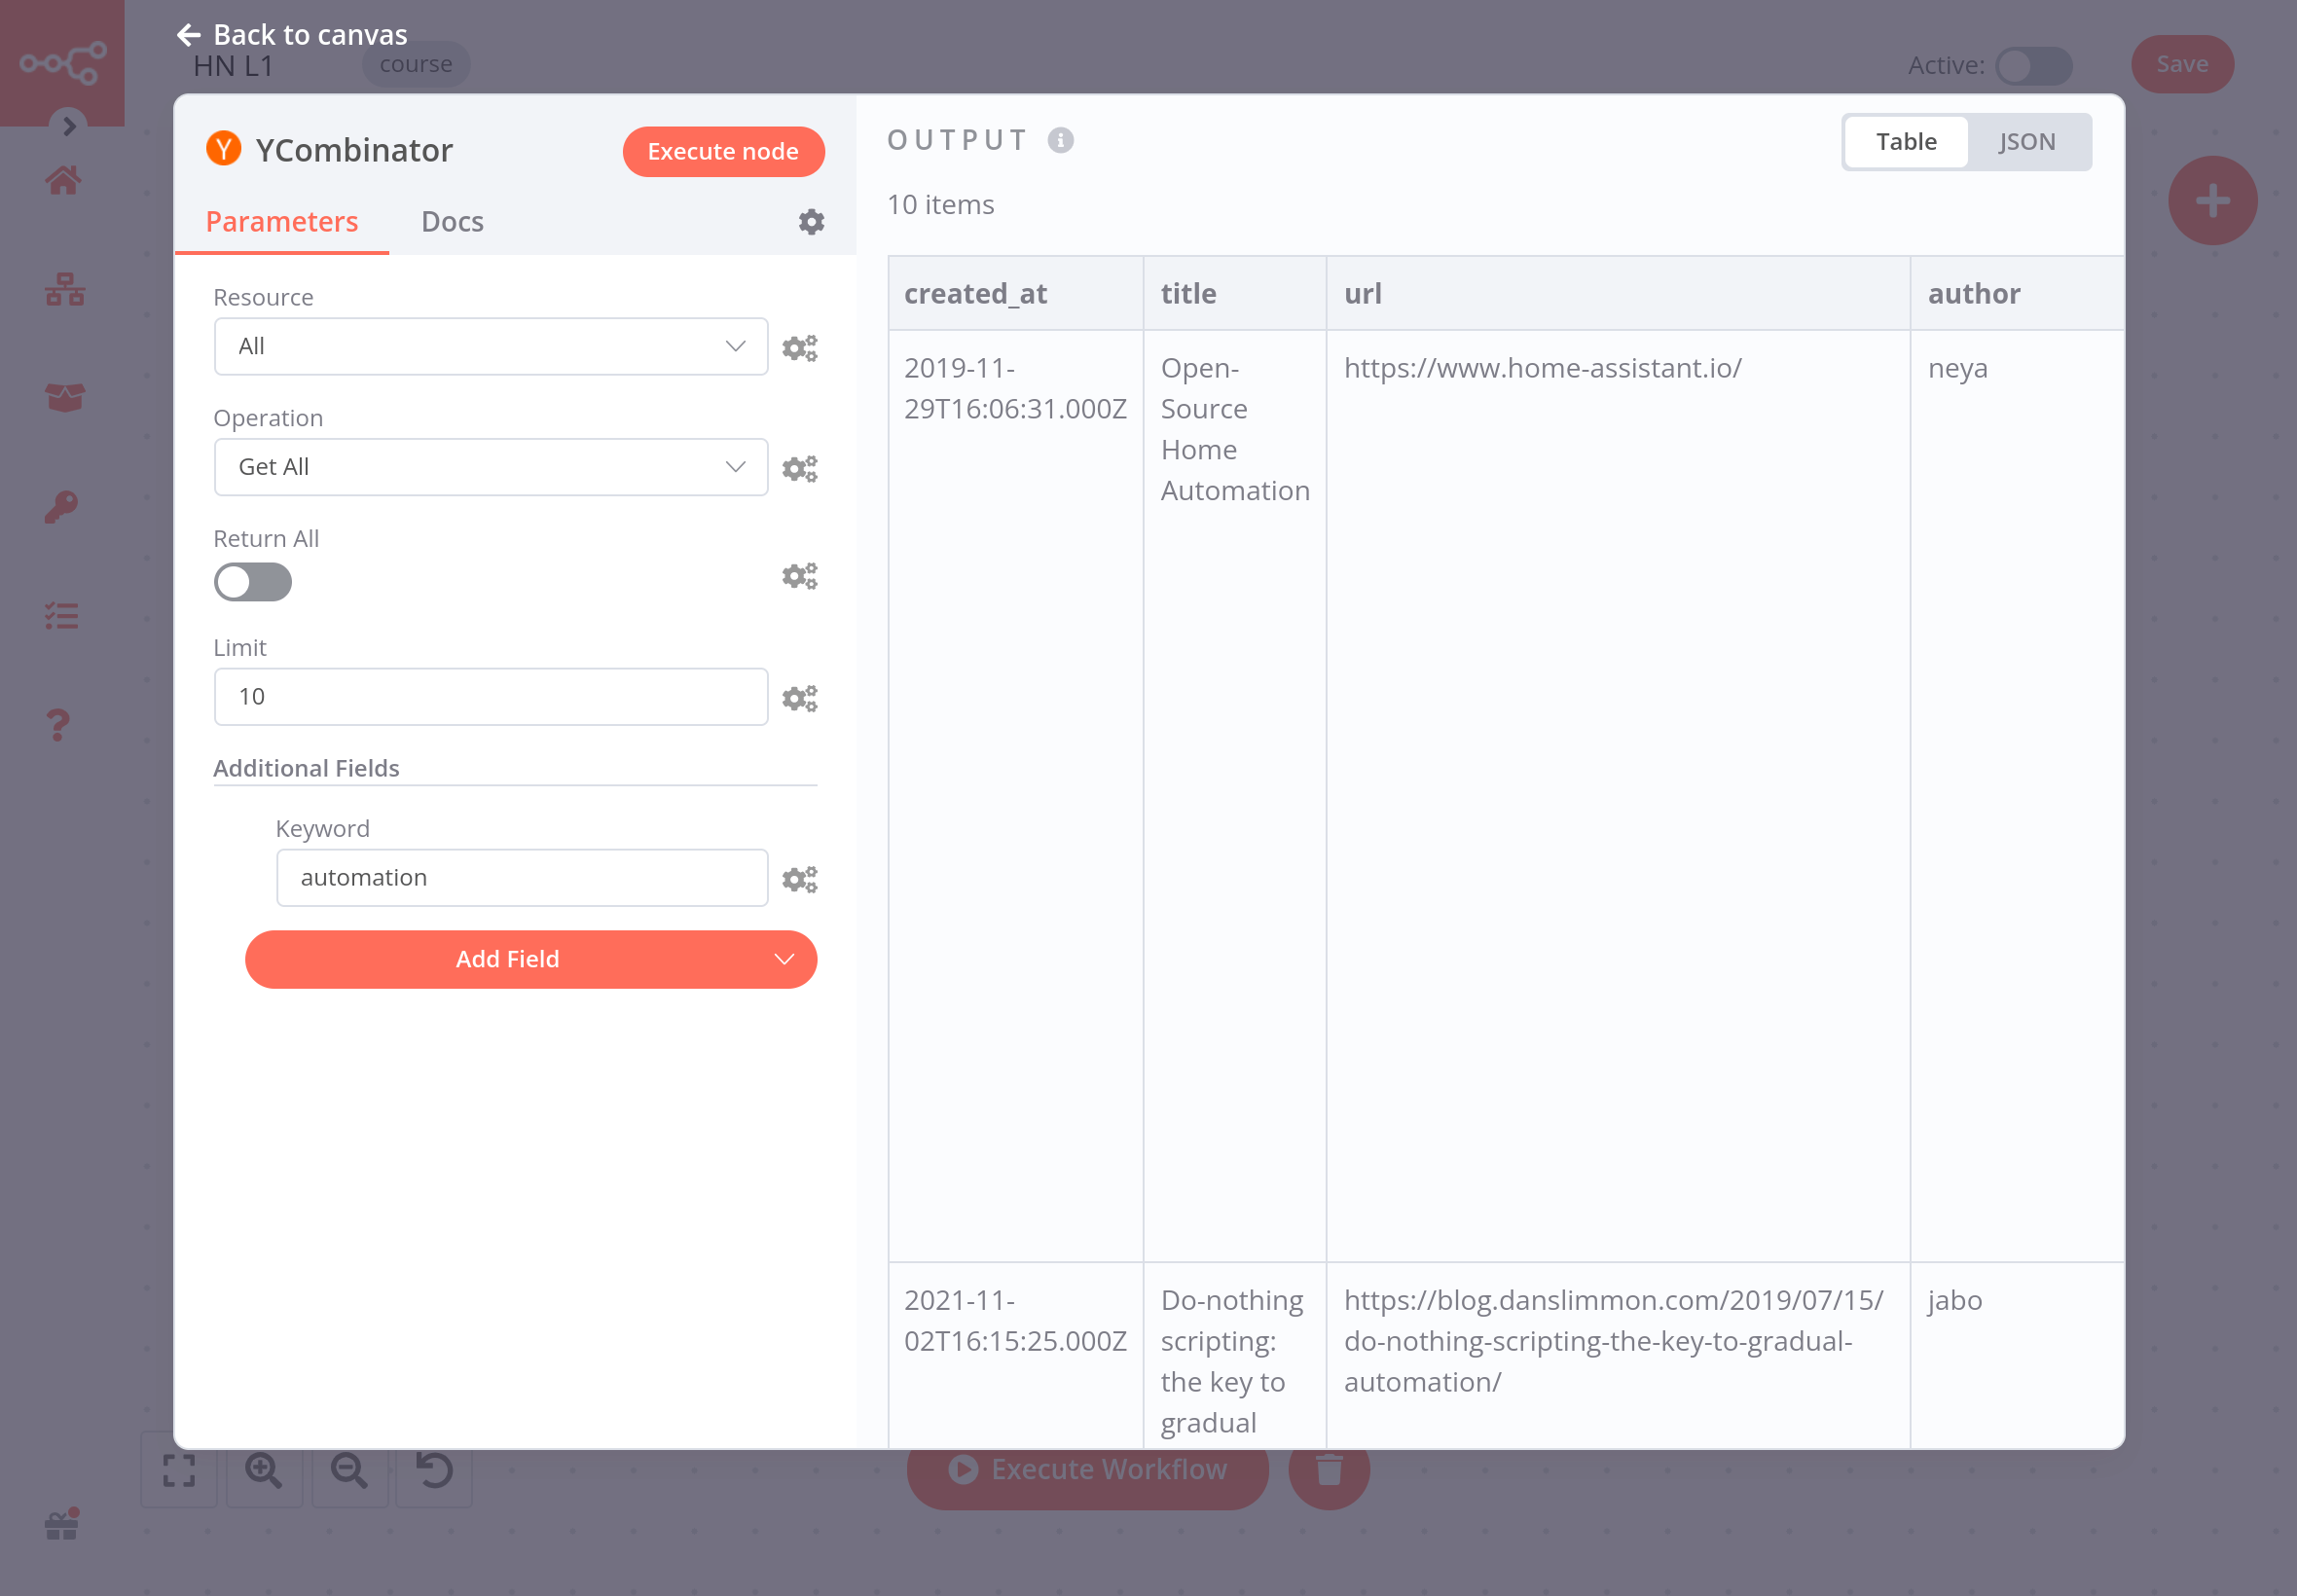 Back to canvas
HN L1
course
Active:
Save
Y
YCombinator
Execute node
Parameters
Docs
Resource
All
Operation
Get All
Return All
Limit
10
Additional Fields
Keyword
automation
Add Field
OUTPUT
Table
JSON
10 items
created_at
title
url
author
2019-11-
29T16:06:31.000Z
Open-
Source
Home
Automation
https://www.home-assistant.io/
neya
2021-11-
02T16:15:25.000Z
Do-nothing
scripting:
the key to
gradual
https://blog.danslimmon.com/2019/07/15/
do-nothing-scripting-the-key-to-gradual-
automation/
jabo
Execute Workflow